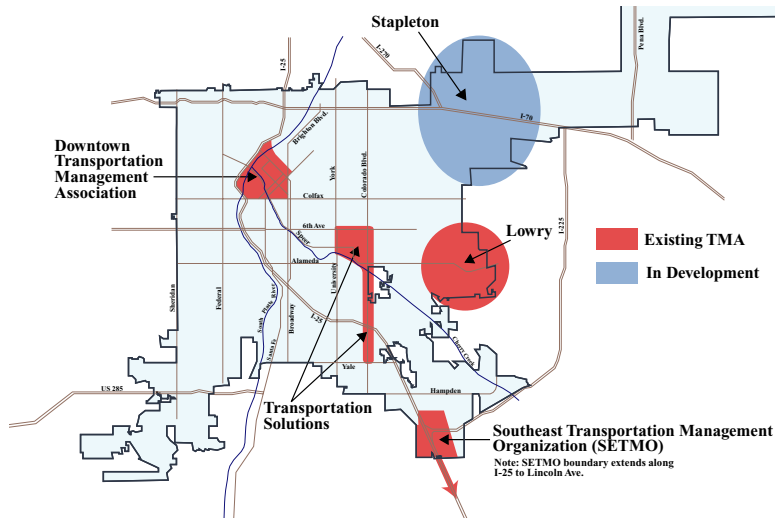 Stapleton
Pena Blvd.
I-270
I-25
I-70
Brighton Blvd.
Downtown
Transportation
Management
Association
York
Colorado Blvd.
Colfax
6th Ave
Speer
Lowry
I-225
Existing TMA
In Development
Alameda
University
Sheridan
Federal
South Platte River
Broadway
I-25
Santa Fe
Cherry Creek
Yale
US 285
Hampden
Transportation
Solutions
Southeast Transportation Management
Organization (SETMO)
Note: SETMO boundary extends along
I-25 to Lincoln Ave.